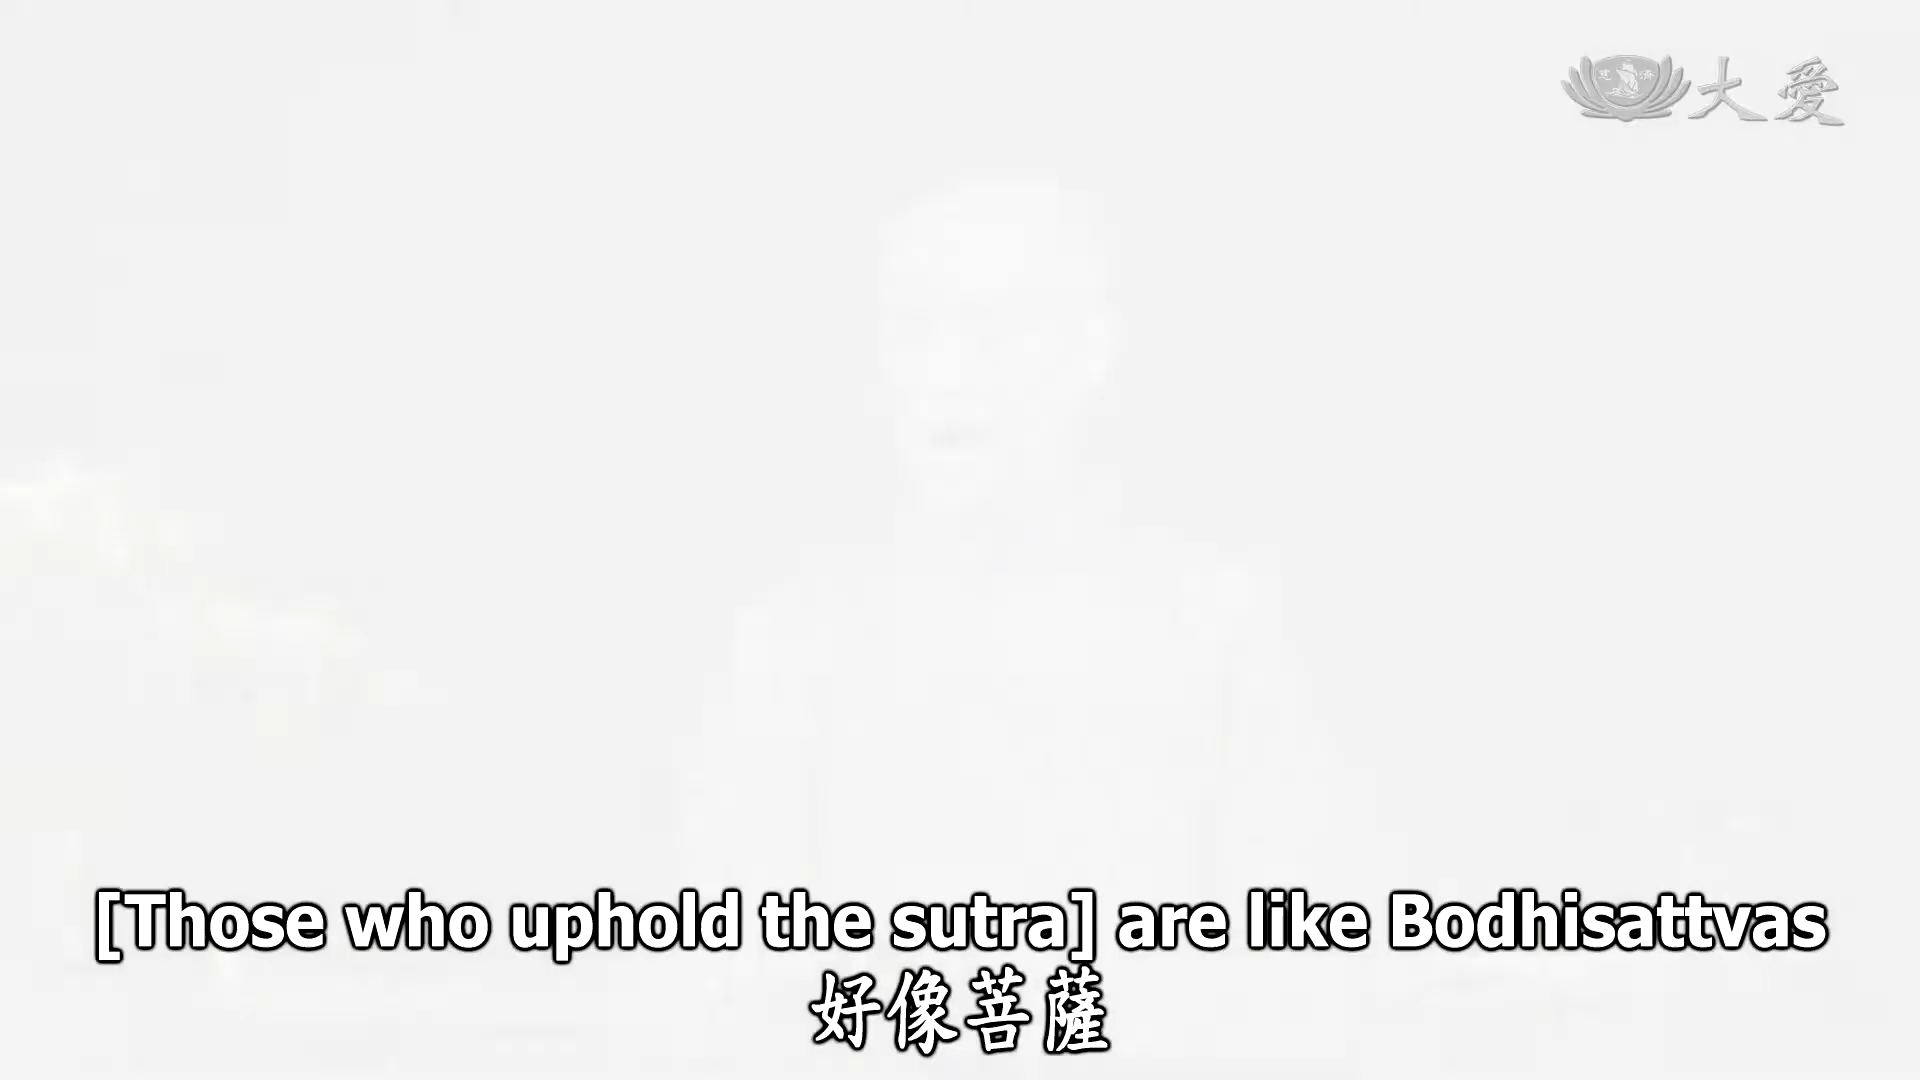 大愛
[Those who uphold the sutra] are like Bodhisattvas
好像菩薩